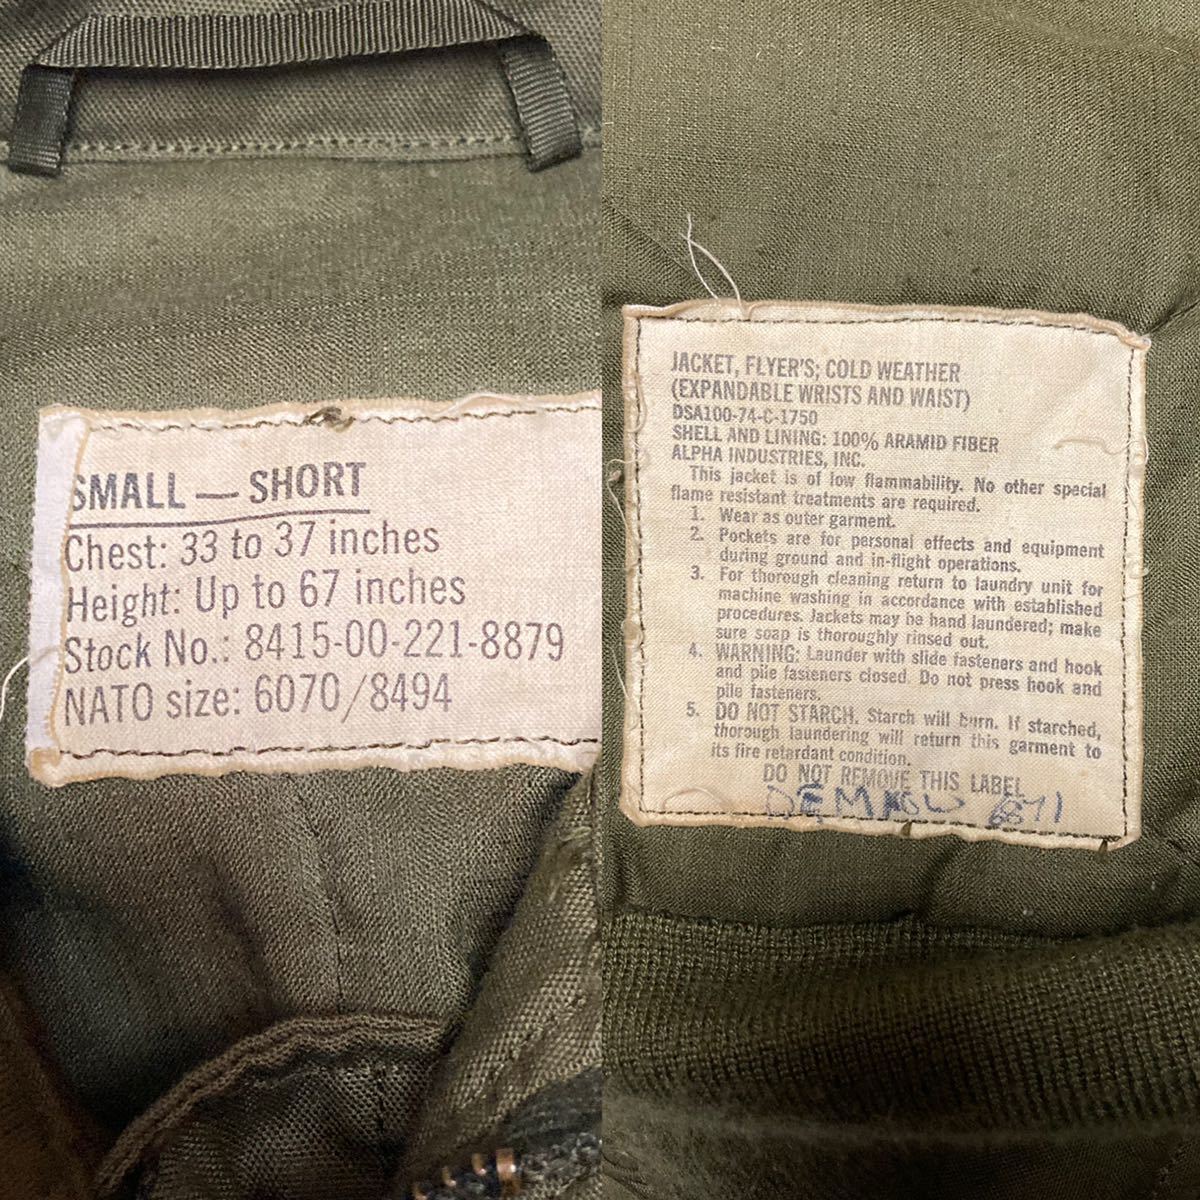 SMALL — SHORT
Chest: 33 to 37 inches
Height: Up to 67 inches
Stock No.: 8415-00-221-8879
NATO size: 6070/8494
JACKET, FLYER'S; COLD WEATHER
(EXPANDABLE WRISTS AND WAIST)
DSA100-74-C-1750
SHELL AND LINING: 100% ARAMID FIBER
ALPHA INDUSTRIES, INC.
This jacket is of low flammability. No other special
flame resistant treatments are required.
1. Wear as outer garment.
2. Pockets are for personal effects and equipment
during ground and in-flight operations.
3. For thorough cleaning return to laundry unit for
machine washing in accordance with established
procedures. Jackets may be hand laundered; make
sure soap is thoroughly rinsed out.
4. WARNING: Launder with slide fasteners and hook
and pile fasteners closed. Do not press hook and
pile fasteners.
5. DO NOT STARCH. Starch will burn. If starched,
thorough laundering will return this garment to
its fire retardant condition.
DO NOT REMOVE THIS LABEL